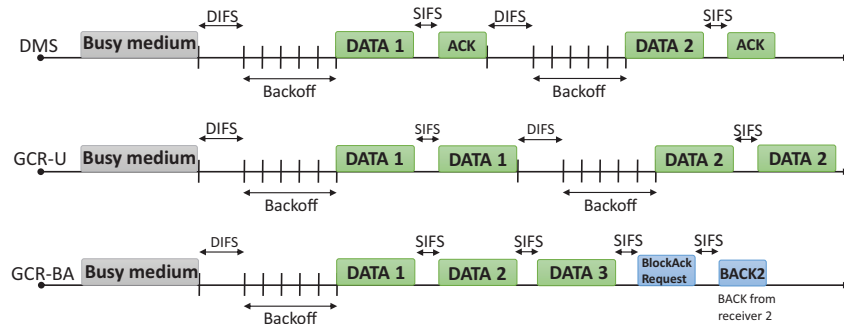 DIFS SIFS DIFS SIFS
DMS Busy medium DATA 1 ACK DATA 2 ACK
Backoff Backoff
DIFS SIFS DIFS SIFS
GCR-U Busy medium DATA 1 DATA 1 DATA 2 DATA 2
Backoff Backoff
DIFS SIFS SIFS SIFS SIFS
GCR-BA Busy medium DATA 1 DATA 2 DATA 3 BlockAck Request BACK2
Backoff BACK from
receiver 2